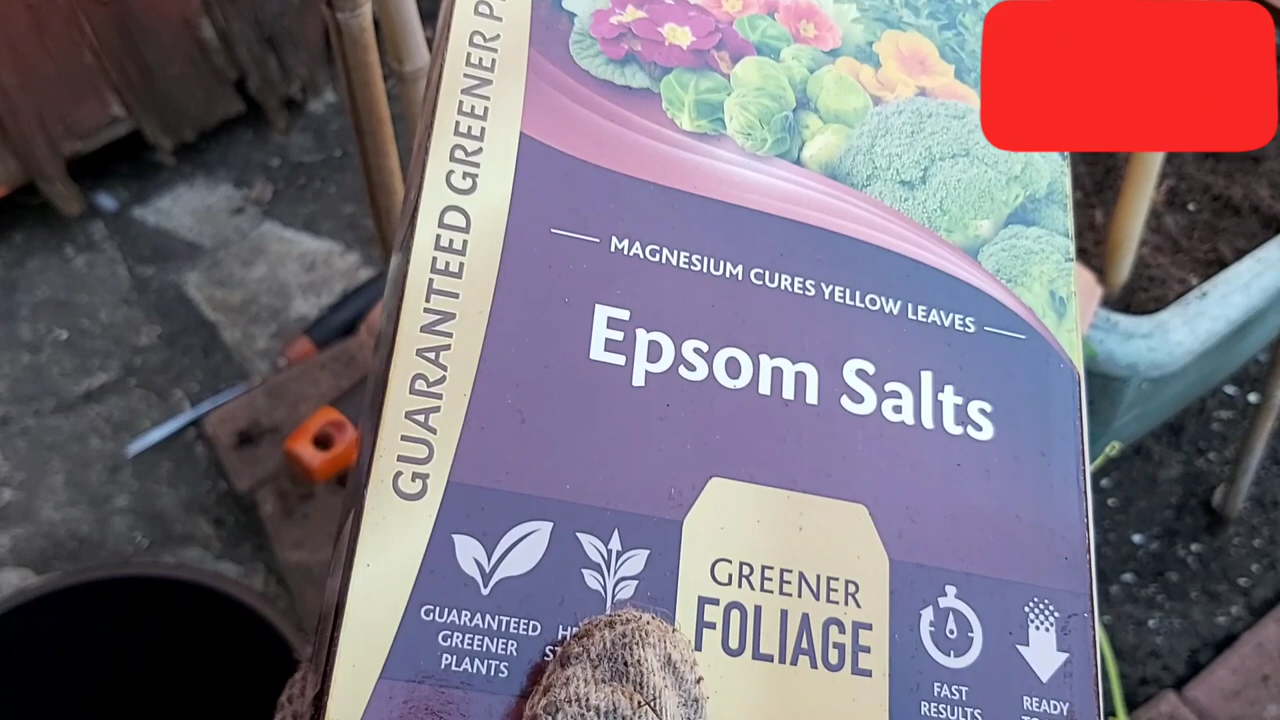 GUARANTEED GREENER
MAGNESIUM CURES YELLOW LEAVES
Epsom Salts
GUARANTEED
GREENER
PLANTS
GREENER
FOLIAGE
FAST
RESULTS
READY